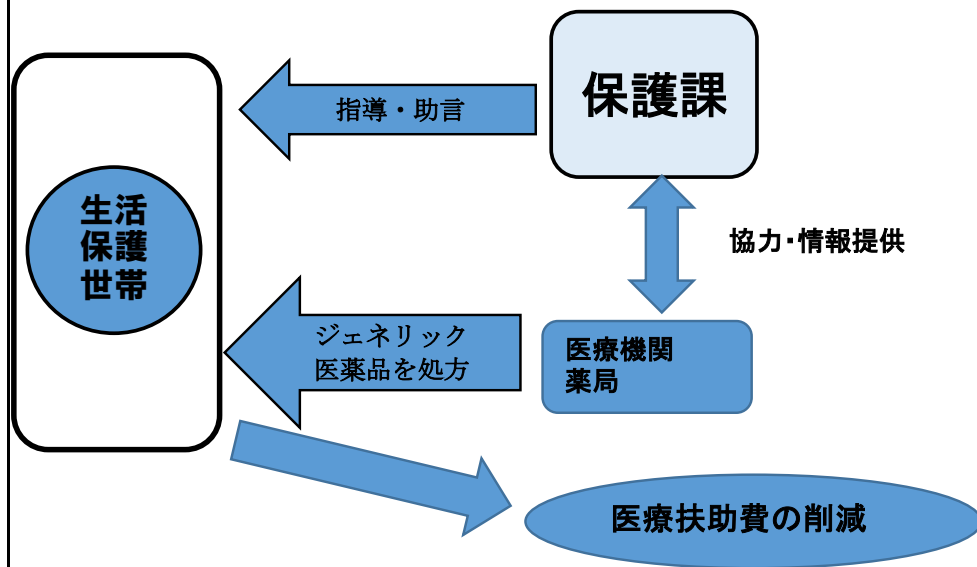 保護課
指導・助言
生活
保護
世帯
協力・情報提供
ジェネリック
医薬品を処方
医療機関
薬局
医療扶助費の削減